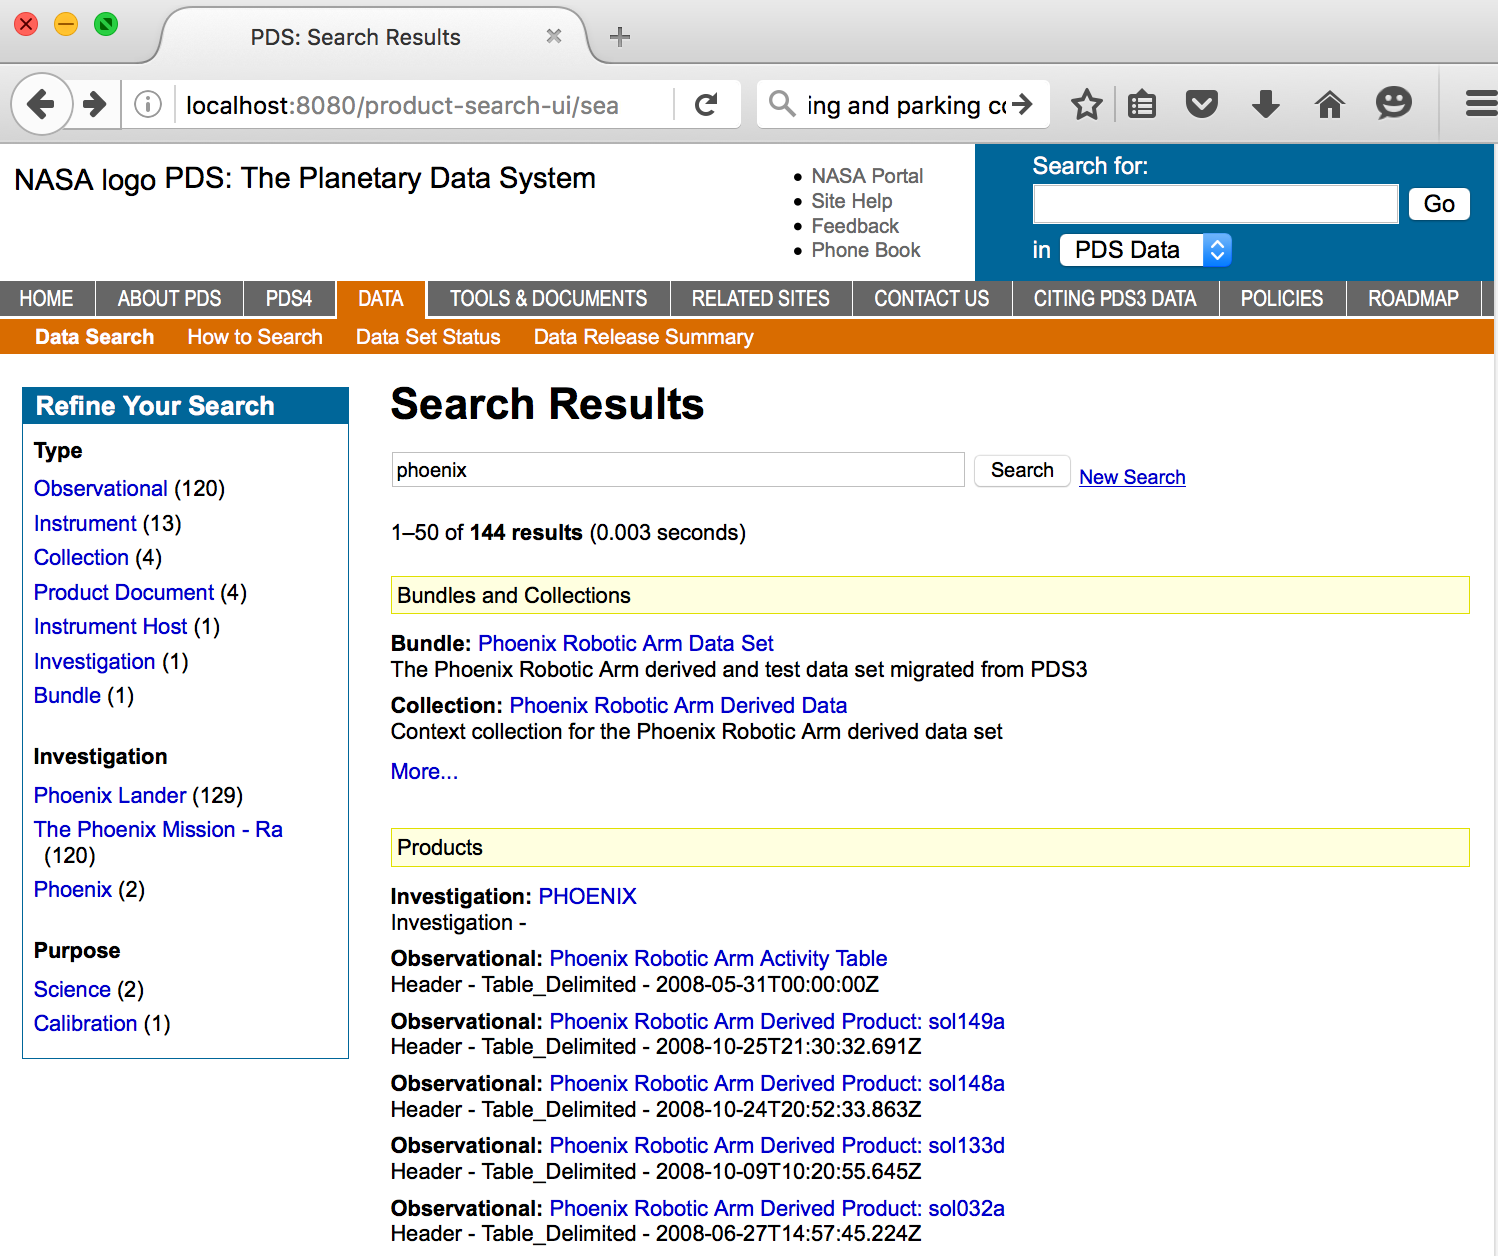 PDS: Search Results
localhost:8080/product-search-ui/sea
ing and parking co
NASA logo PDS: The Planetary Data System
NASA Portal
Site Help
Feedback
Phone Book
Search for:
Go
in PDS Data
HOME ABOUT PDS PDS4 DATA TOOLS & DOCUMENTS RELATED SITES CONTACT US CITING PDS3 DATA POLICIES ROADMAP
Data Search How to Search Data Set Status Data Release Summary
Refine Your Search
Type
Observational (120)
Instrument (13)
Collection (4)
Product Document (4)
Instrument Host (1)
Investigation (1)
Bundle (1)
Investigation
Phoenix Lander (129)
The Phoenix Mission - Ra
(120)
Phoenix (2)
Purpose
Science (2)
Calibration (1)
Search Results
phoenix Search New Search
1–50 of 144 results (0.003 seconds)
Bundles and Collections
Bundle: Phoenix Robotic Arm Data Set
The Phoenix Robotic Arm derived and test data set migrated from PDS3
Collection: Phoenix Robotic Arm Derived Data
Context collection for the Phoenix Robotic Arm derived data set
More...
Products
Investigation: PHOENIX
Investigation -
Observational: Phoenix Robotic Arm Activity Table
Header - Table_Delimited - 2008-05-31T00:00:00Z
Observational: Phoenix Robotic Arm Derived Product: sol149a
Header - Table_Delimited - 2008-10-25T21:30:32.691Z
Observational: Phoenix Robotic Arm Derived Product: sol148a
Header - Table_Delimited - 2008-10-24T20:52:33.863Z
Observational: Phoenix Robotic Arm Derived Product: sol133d
Header - Table_Delimited - 2008-10-09T10:20:55.645Z
Observational: Phoenix Robotic Arm Derived Product: sol032a
Header - Table_Delimited - 2008-06-27T14:57:45.224Z